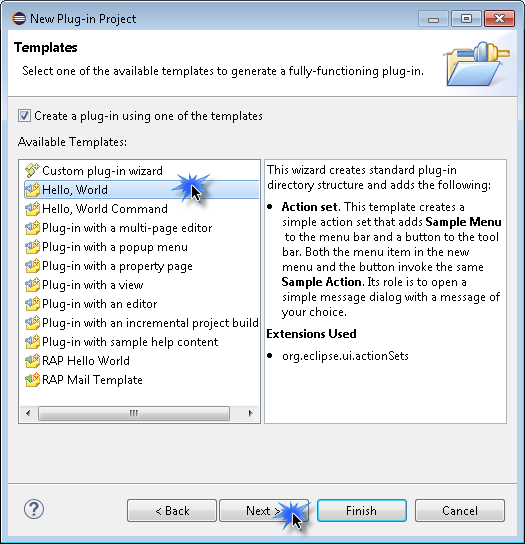 New Plug-in Project
Templates
Select one of the available templates to generate a fully-functioning plug-in.
Create a plug-in using one of the templates
Available Templates:
Custom plug-in wizard
Hello, World
Hello, World Command
Plug-in with a multi-page editor
Plug-in with a popup menu
Plug-in with a property page
Plug-in with a view
Plug-in with an editor
Plug-in with an incremental project build
Plug-in with sample help content
RAP Hello World
RAP Mail Template
This wizard creates standard plug-in
directory structure and adds the following:
• Action set. This template creates a
simple action set that adds Sample Menu
to the menu bar and a button to the tool
bar. Both the menu item in the new
menu and the button invoke the same
Sample Action. Its role is to open a
simple message dialog with a message of
your choice.
Extensions Used
• org.eclipse.ui.actionSets
?
< Back
Next >
Finish
Cancel